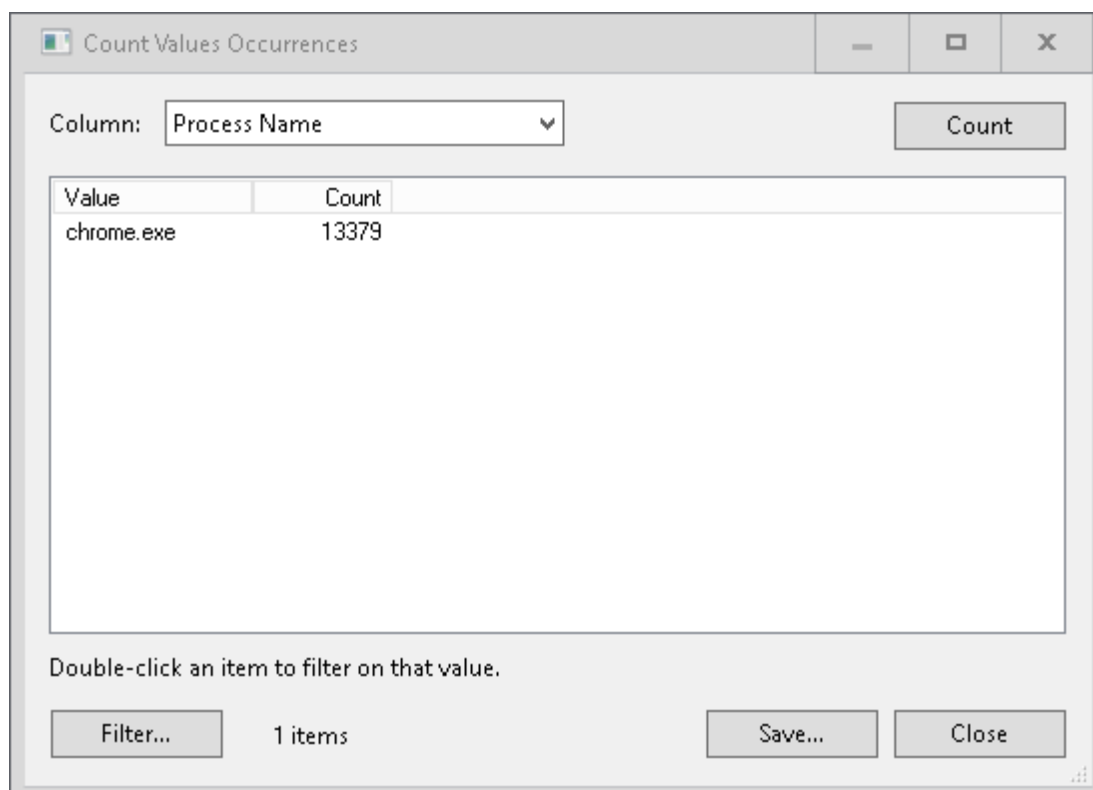 Count Values Occurrences
Column: Process Name Count
Value Count
chrome.exe 13379
Double-click an item to filter on that value.
Filter... 1 items Save... Close